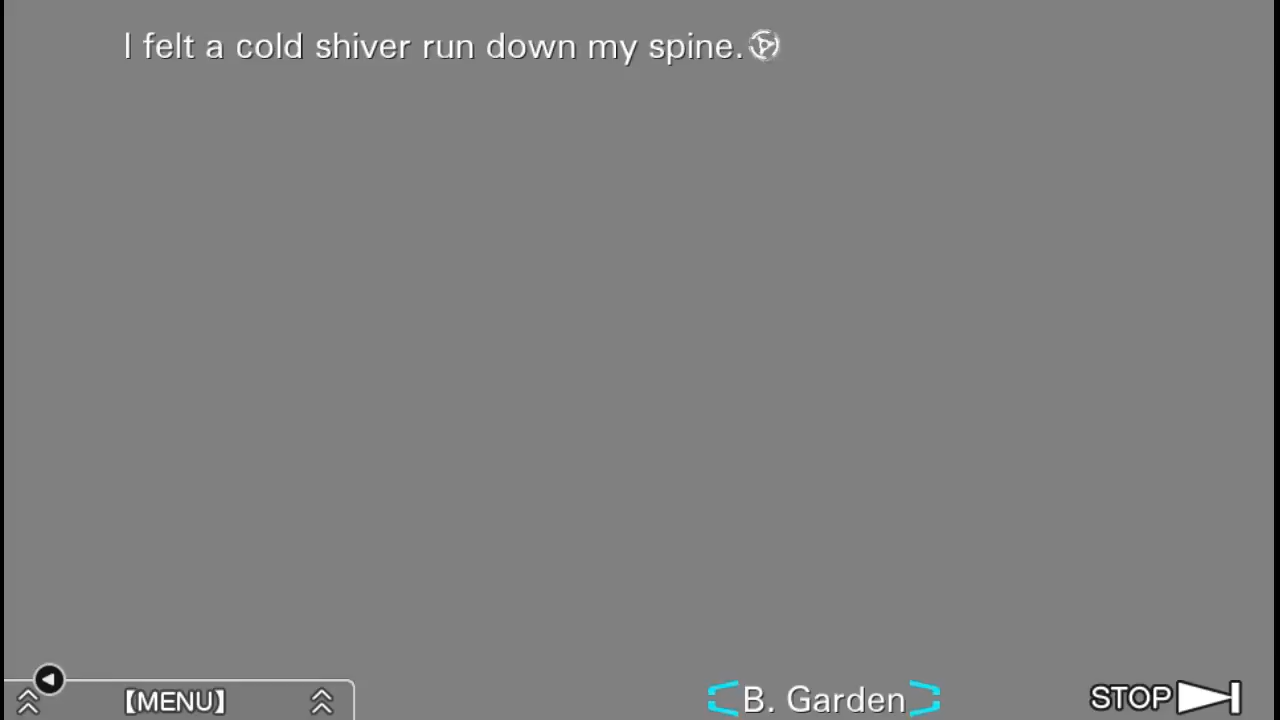 I felt a cold shiver run down my spine.
【MENU】
B. Garden
STOP